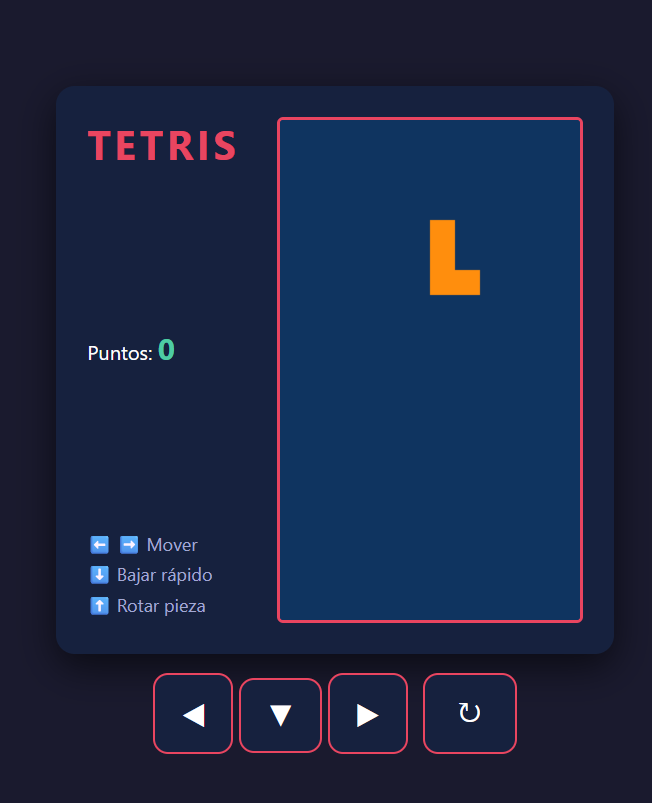 TETRIS
Puntos: 0
⬅️ ➡️ Mover
⬇️ Bajar rápido
⬆️ Rotar pieza
◀ ▼ ▶ ↻